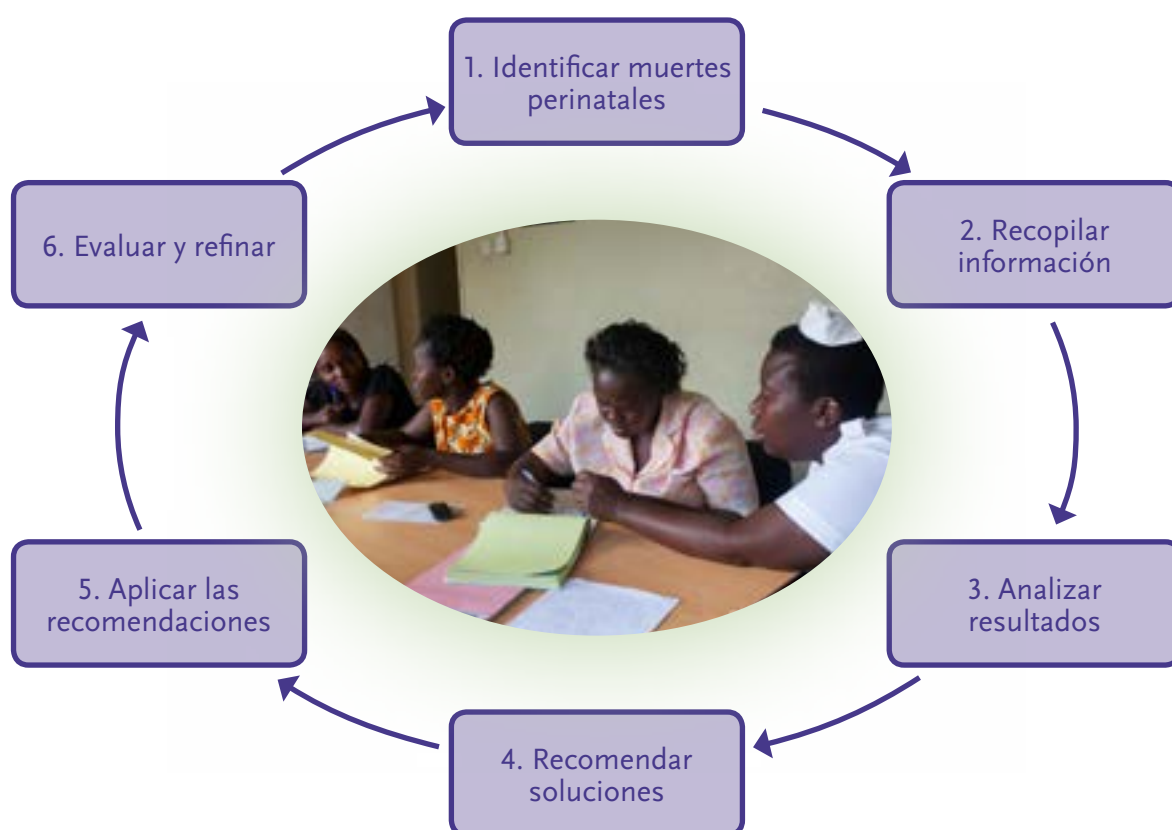 1. Identificar muertes
perinatales
2. Recopilar
información
3. Analizar
resultados
4. Recomendar
soluciones
5. Aplicar las
recomendaciones
6. Evaluar y refinar